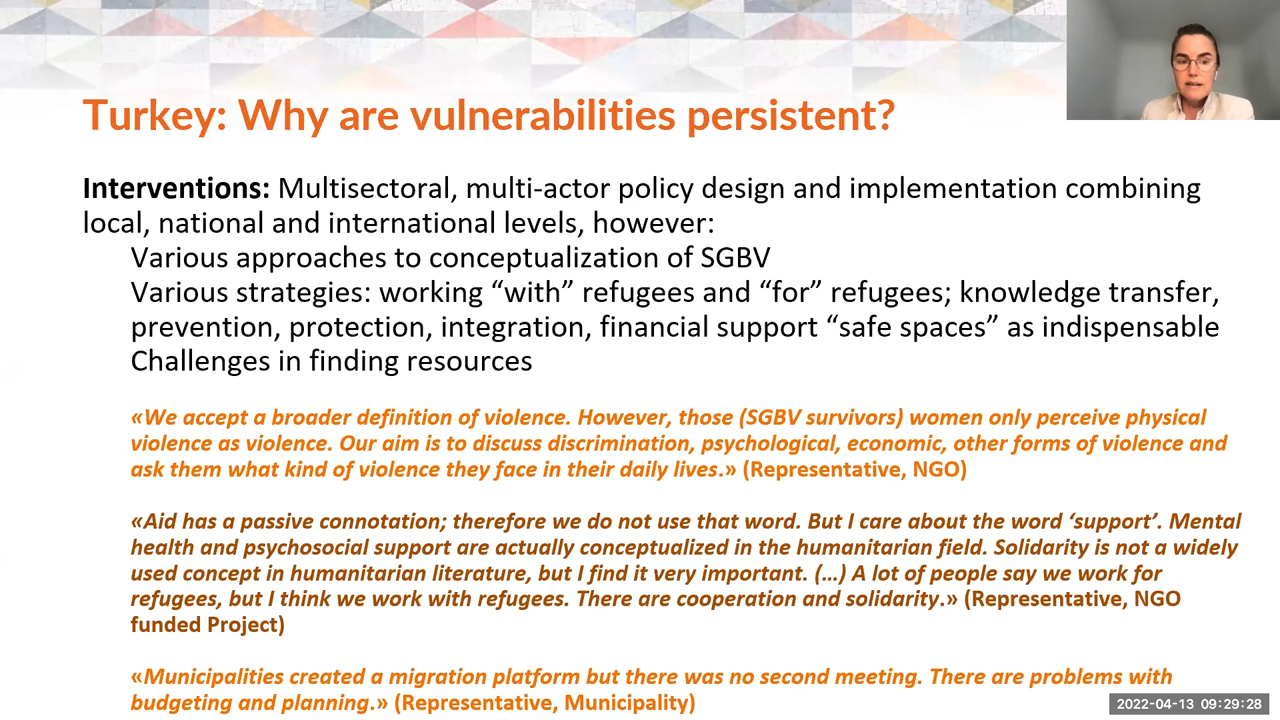 Turkey: Why are vulnerabilities persistent?
Interventions: Multisectoral, multi-actor policy design and implementation combining
local, national and international levels, however:
Various approaches to conceptualization of SGBV
Various strategies: working “with” refugees and “for” refugees; knowledge transfer,
prevention, protection, integration, financial support “safe spaces” as indispensable
Challenges in finding resources
«We accept a broader definition of violence. However, those (SGBV survivors) women only perceive physical
violence as violence. Our aim is to discuss discrimination, psychological, economic, other forms of violence and
ask them what kind of violence they face in their daily lives.» (Representative, NGO)
«Aid has a passive connotation; therefore we do not use that word. But I care about the word ‘support’. Mental
health and psychosocial support are actually conceptualized in the humanitarian field. Solidarity is not a widely
used concept in humanitarian literature, but I find it very important. (…) A lot of people say we work for
refugees, but I think we work with refugees. There are cooperation and solidarity.» (Representative, NGO
funded Project)
«Municipalities created a migration platform but there was no second meeting. There are problems with
budgeting and planning.» (Representative, Municipality)
2022-04-13 09:29:28